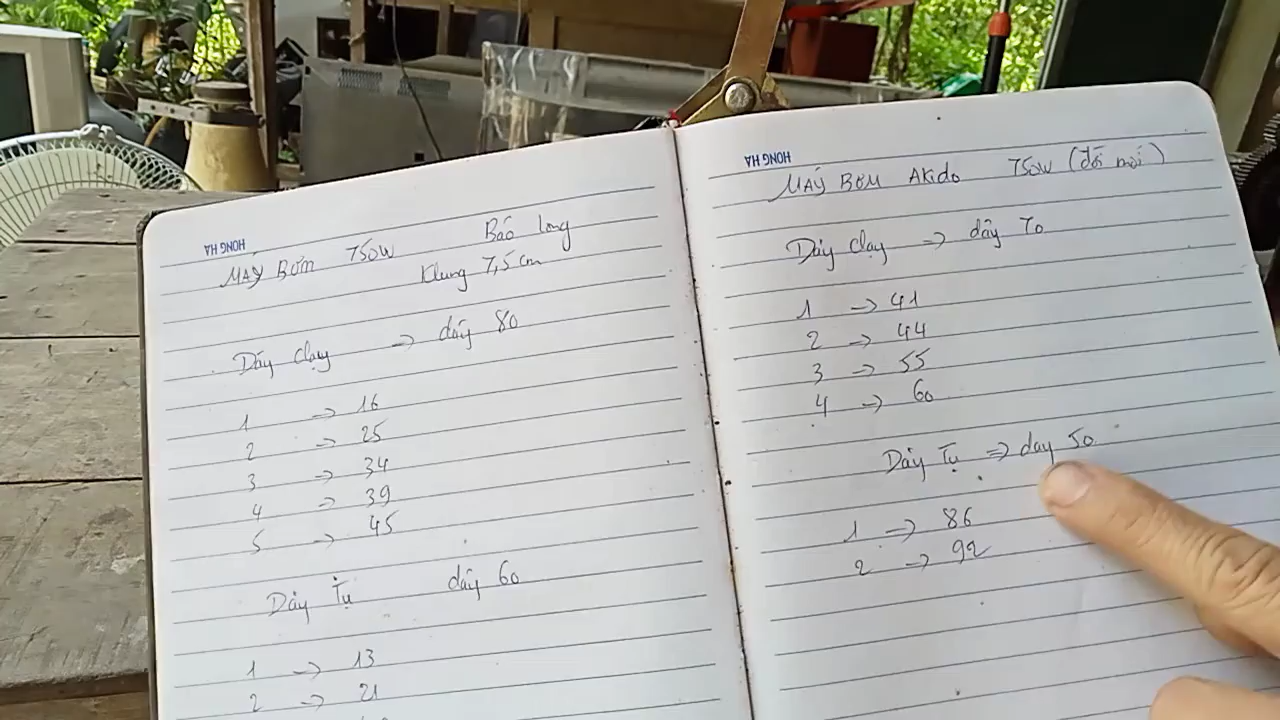 HONG HA
MÁY BƠM 750W Bảo long
Khung 7,5 cm
Dây chạy => dây 80
1 -> 16
2 -> 25
3 -> 34
4 -> 39
5 -> 45
Dây Tụ dây 60
1 -> 13
2 -> 21
HONG HA
MÁY BƠM AKido 750W (đời mới)
Dây chạy => dây 70
1 -> 41
2 -> 44
3 -> 55
4 -> 60
Dây Tụ => day 50
1 -> 86
2 -> 92